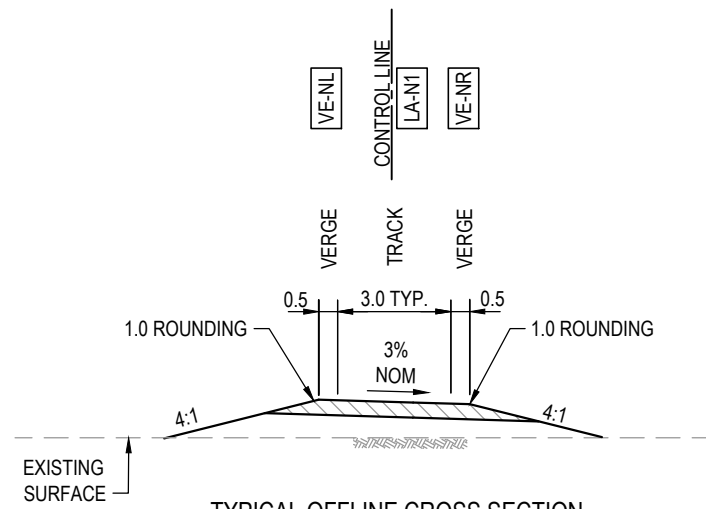 VE-NL
CONTROL LINE
LA-N1
VE-NR
VERGE
TRACK
VERGE
0.5
3.0 TYP.
0.5
1.0 ROUNDING
1.0 ROUNDING
3%
NOM
4:1
4:1
EXISTING
SURFACE
TYPICAL OFFLINE CROSS SECTION